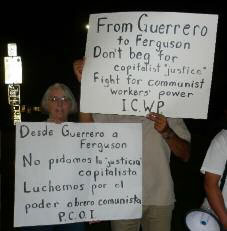 From Guerrero
to Ferguson
Don't beg for
capitalist "justice"
Fight for communist
workers' power
I.C.W.P.
Desde Guerrero a
Ferguson
No pidamos la "justicia"
capitalista
Luchemos por el
poder obrero comunista
P.C.O.I.